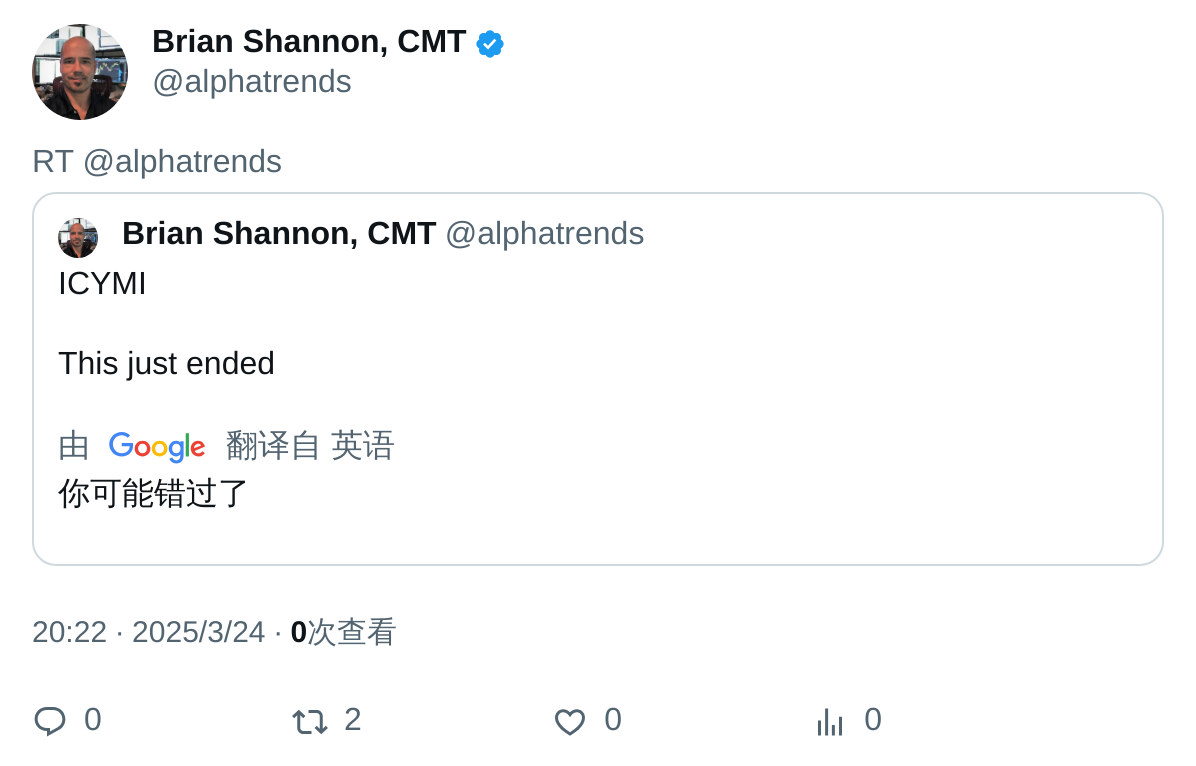 Brian Shannon, CMT
@alphatrends
RT @alphatrends
Brian Shannon, CMT @alphatrends
ICYMI
This just ended
由 Google 翻译自 英语
你可能错过了
20:22 · 2025/3/24 · 0次查看
0 2 0 0